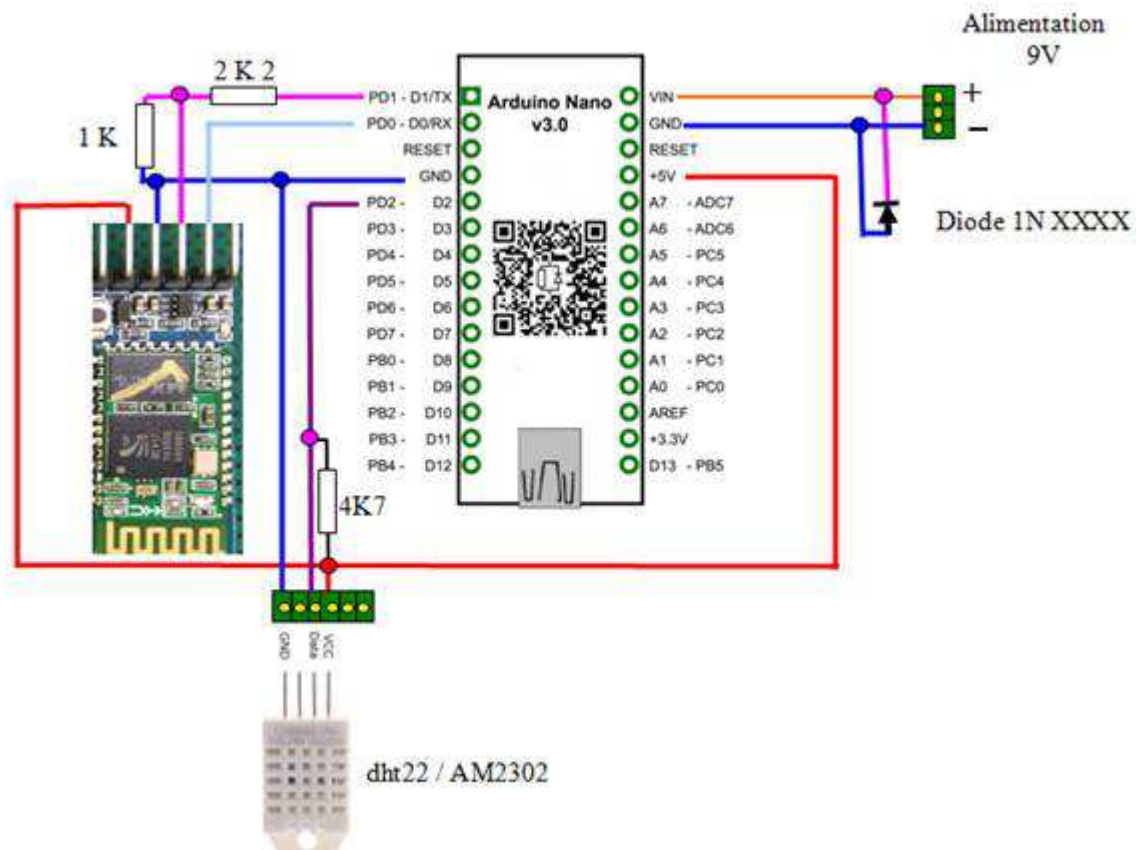 Alimentation
9V
2 K 2
1 K
PD1 - D1/TX
PD0 - D0/RX
RESET
GND
PD2 - D2
PD3 - D3
PD4 - D4
PD5 - D5
PD6 - D6
PD7 - D7
PB0 - D8
PB1 - D9
PB2 - D10
PB3 - D11
PB4 - D12
Arduino Nano
v3.0
VIN
GND
RESET
+5V
A7 - ADC7
A6 - ADC6
A5 - PC5
A4 - PC4
A3 - PC3
A2 - PC2
A1 - PC1
A0 - PC0
AREF
+3.3V
D13 - PB5
+
−
Diode 1N XXXX
4K7
GND
Data
VCC
dht22 / AM2302